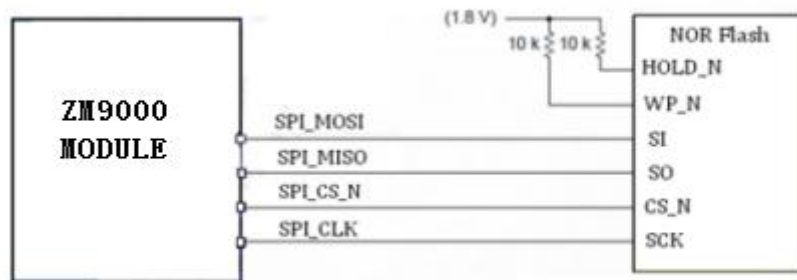 ZM9000
MODULE
SPI_MOSI
SPI_MISO
SPI_CS_N
SPI_CLK
(1.8 V)
10 k
10 k
NOR Flash
HOLD_N
WP_N
SI
SO
CS_N
SCK